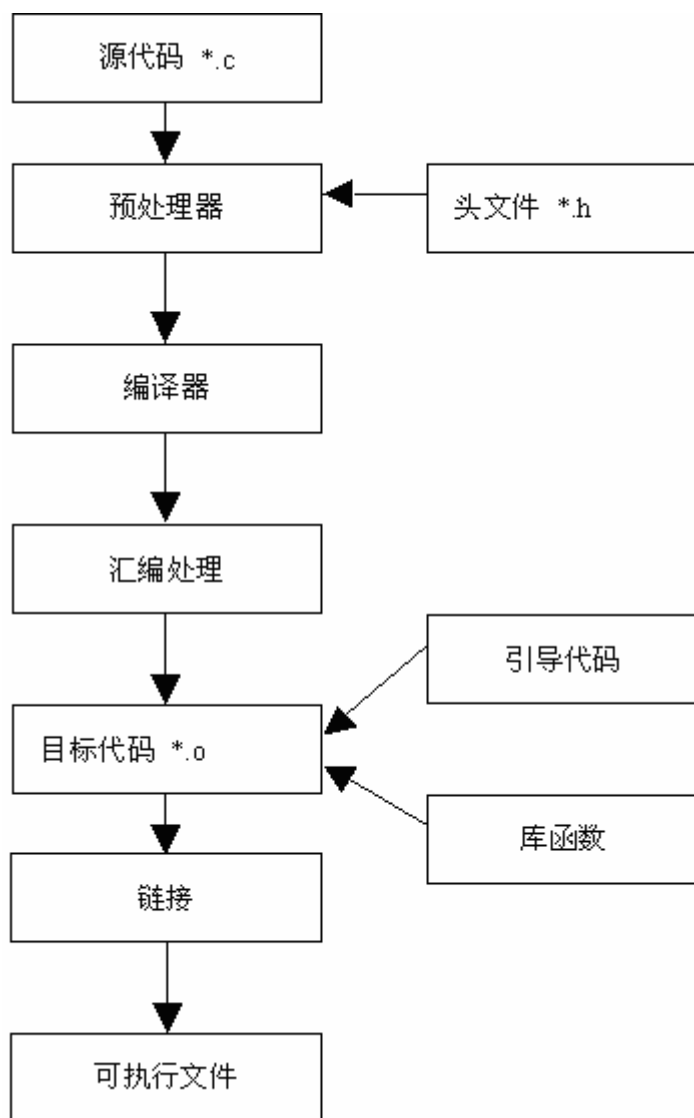 源代码 *.c
预处理器
头文件 *.h
编译器
汇编处理
引导代码
目标代码 *.o
库函数
链接
可执行文件